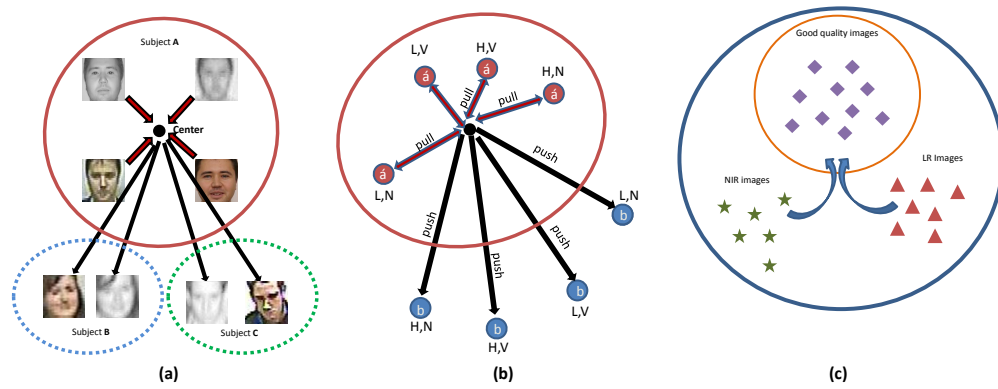 Subject A
Center
Subject B
Subject C
(a)
L,V
H,V
H,N
á
á
á
á
pull
pull
pull
L,N
push
push
push
push
L,N
b
b
b
b
L,V
H,N
H,V
(b)
Good quality images
NIR images
LR Images
(c)